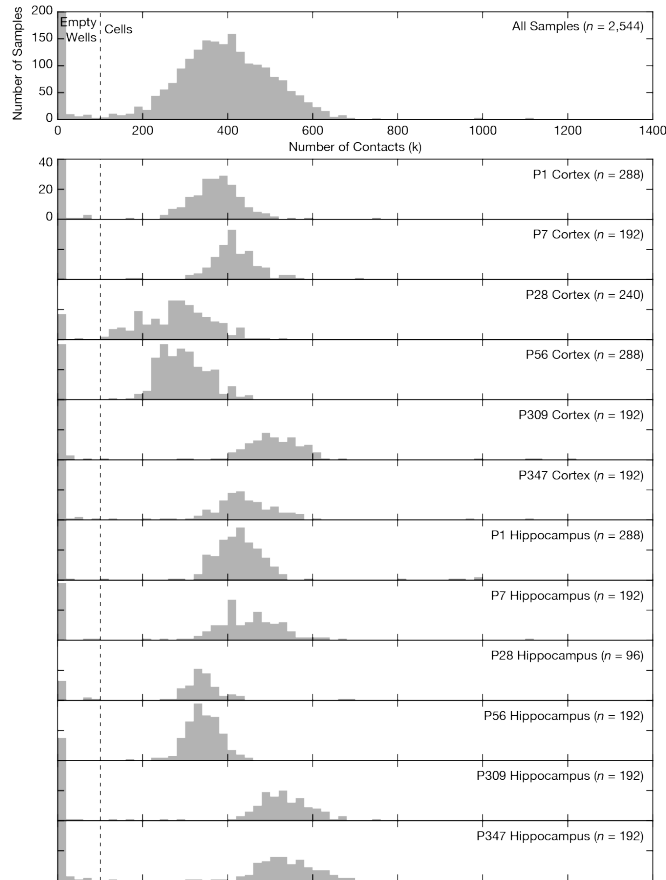 200
Empty
Wells
Cells
All Samples (n = 2,544)
150
100
50
0
Number of Samples
0 200 400 600 800 1000 1200 1400
Number of Contacts (k)
40
P1 Cortex (n = 288)
20
0
P7 Cortex (n = 192)
P28 Cortex (n = 240)
P56 Cortex (n = 288)
P309 Cortex (n = 192)
P347 Cortex (n = 192)
P1 Hippocampus (n = 288)
P7 Hippocampus (n = 192)
P28 Hippocampus (n = 96)
P56 Hippocampus (n = 192)
P309 Hippocampus (n = 192)
P347 Hippocampus (n = 192)